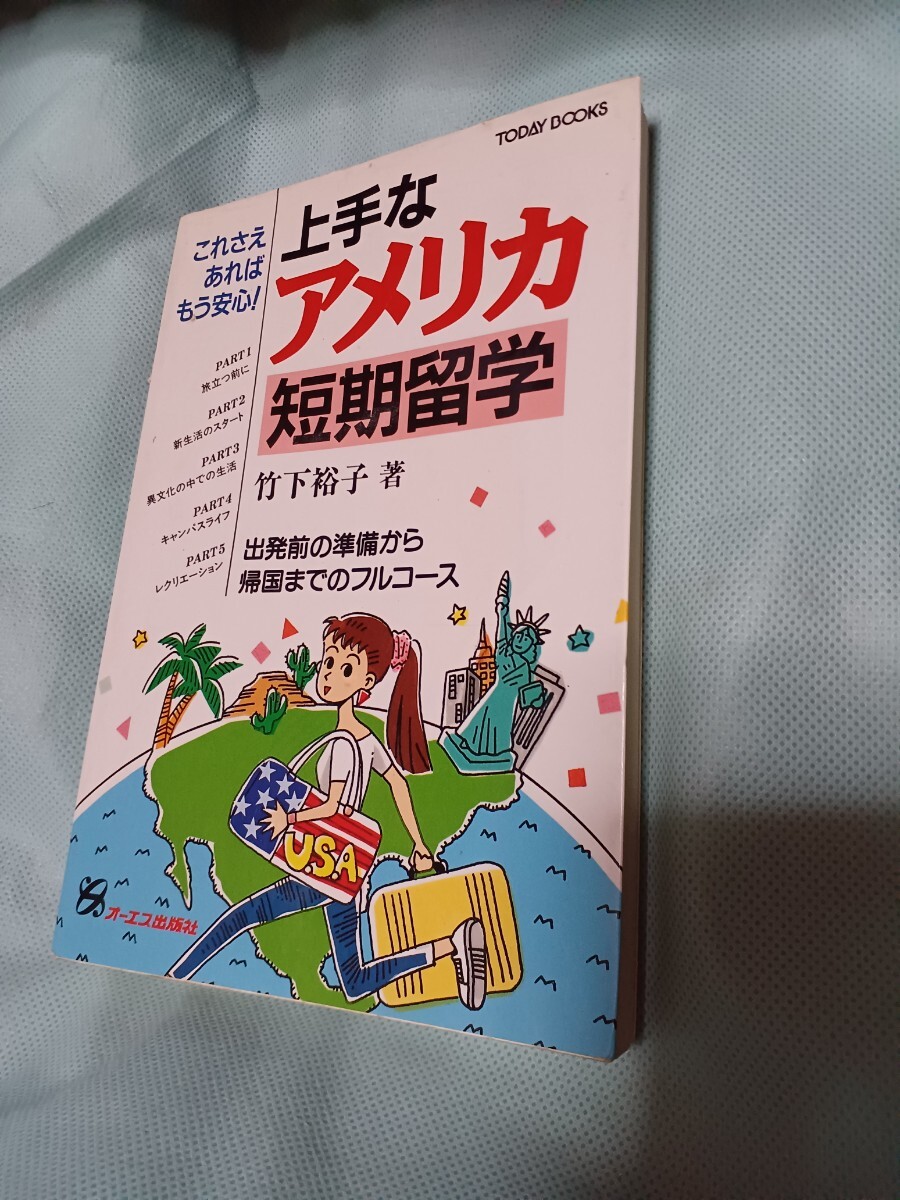 TODAY BOOKS
これさえ
あれば
もう安心!
上手な
アメリカ
短期留学
竹下裕子 著
出発前の準備から
帰国までのフルコース
PART1
旅立つ前に
PART2
新生活のスタート
PART3
異文化の中での生活
PART4
キャンパスライフ
PART5
レクリエーション
U.S.A.
オーエス出版社